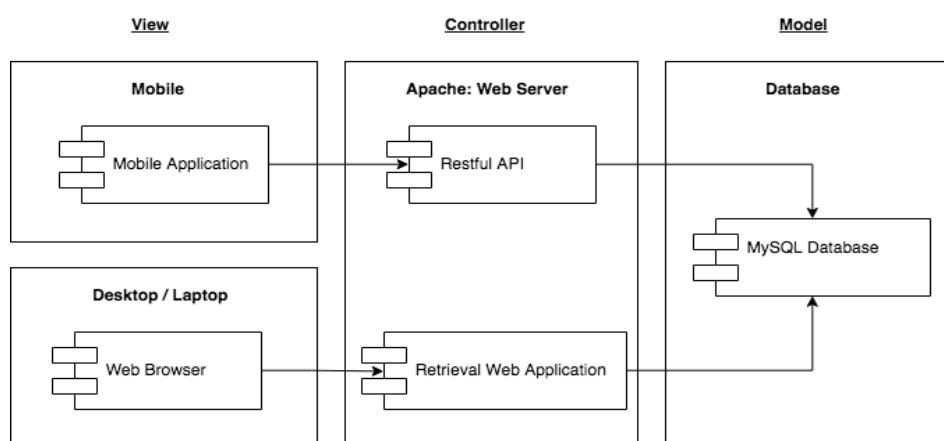 View
Controller
Model
Mobile
Apache: Web Server
Database
Mobile Application
Restful API
MySQL Database
Desktop / Laptop
Web Browser
Retrieval Web Application